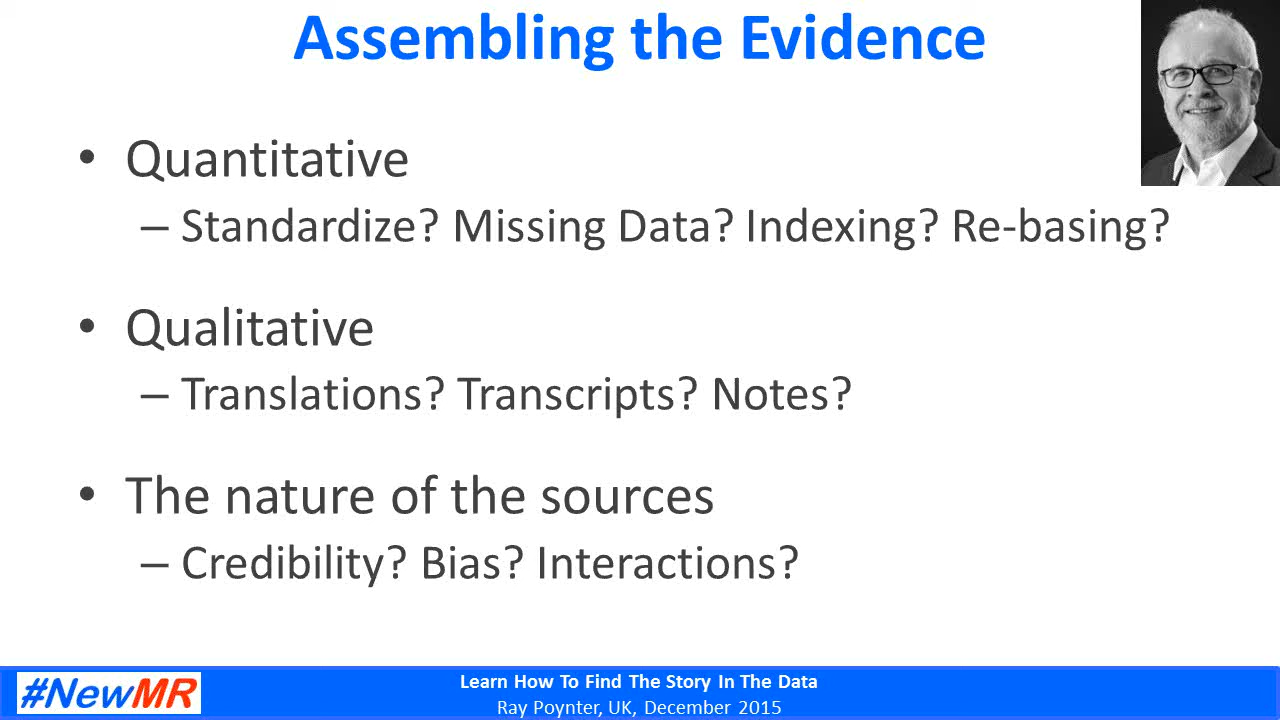 Assembling the Evidence
• Quantitative
– Standardize? Missing Data? Indexing? Re-basing?
• Qualitative
– Translations? Transcripts? Notes?
• The nature of the sources
– Credibility? Bias? Interactions?
#NewMR
Learn How To Find The Story In The Data
Ray Poynter, UK, December 2015